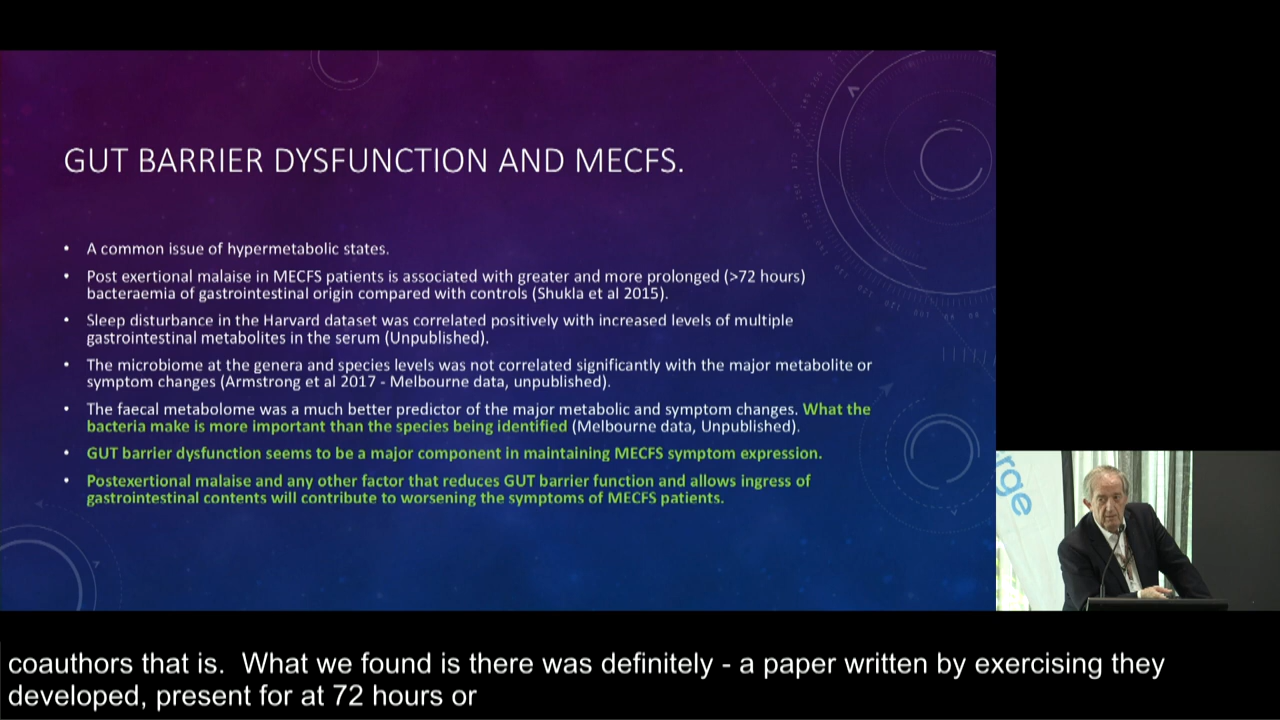 GUT BARRIER DYSFUNCTION AND MECFS.
• A common issue of hypermetabolic states.
• Post exertional malaise in MECFS patients is associated with greater and more prolonged (>72 hours)
bacteraemia of gastrointestinal origin compared with controls (Shukla et al 2015).
• Sleep disturbance in the Harvard dataset was correlated positively with increased levels of multiple
gastrointestinal metabolites in the serum (Unpublished).
• The microbiome at the genera and species levels was not correlated significantly with the major metabolite or
symptom changes (Armstrong et al 2017 - Melbourne data, unpublished).
• The faecal metabolome was a much better predictor of the major metabolic and symptom changes. What the
bacteria make is more important than the species being identified (Melbourne data, Unpublished).
• GUT barrier dysfunction seems to be a major component in maintaining MECFS symptom expression.
• Postexertional malaise and any other factor that reduces GUT barrier function and allows ingress of
gastrointestinal contents will contribute to worsening the symptoms of MECFS patients.
rge
coauthors that is.  What we found is there was definitely - a paper written by exercising they
developed, present for at 72 hours or